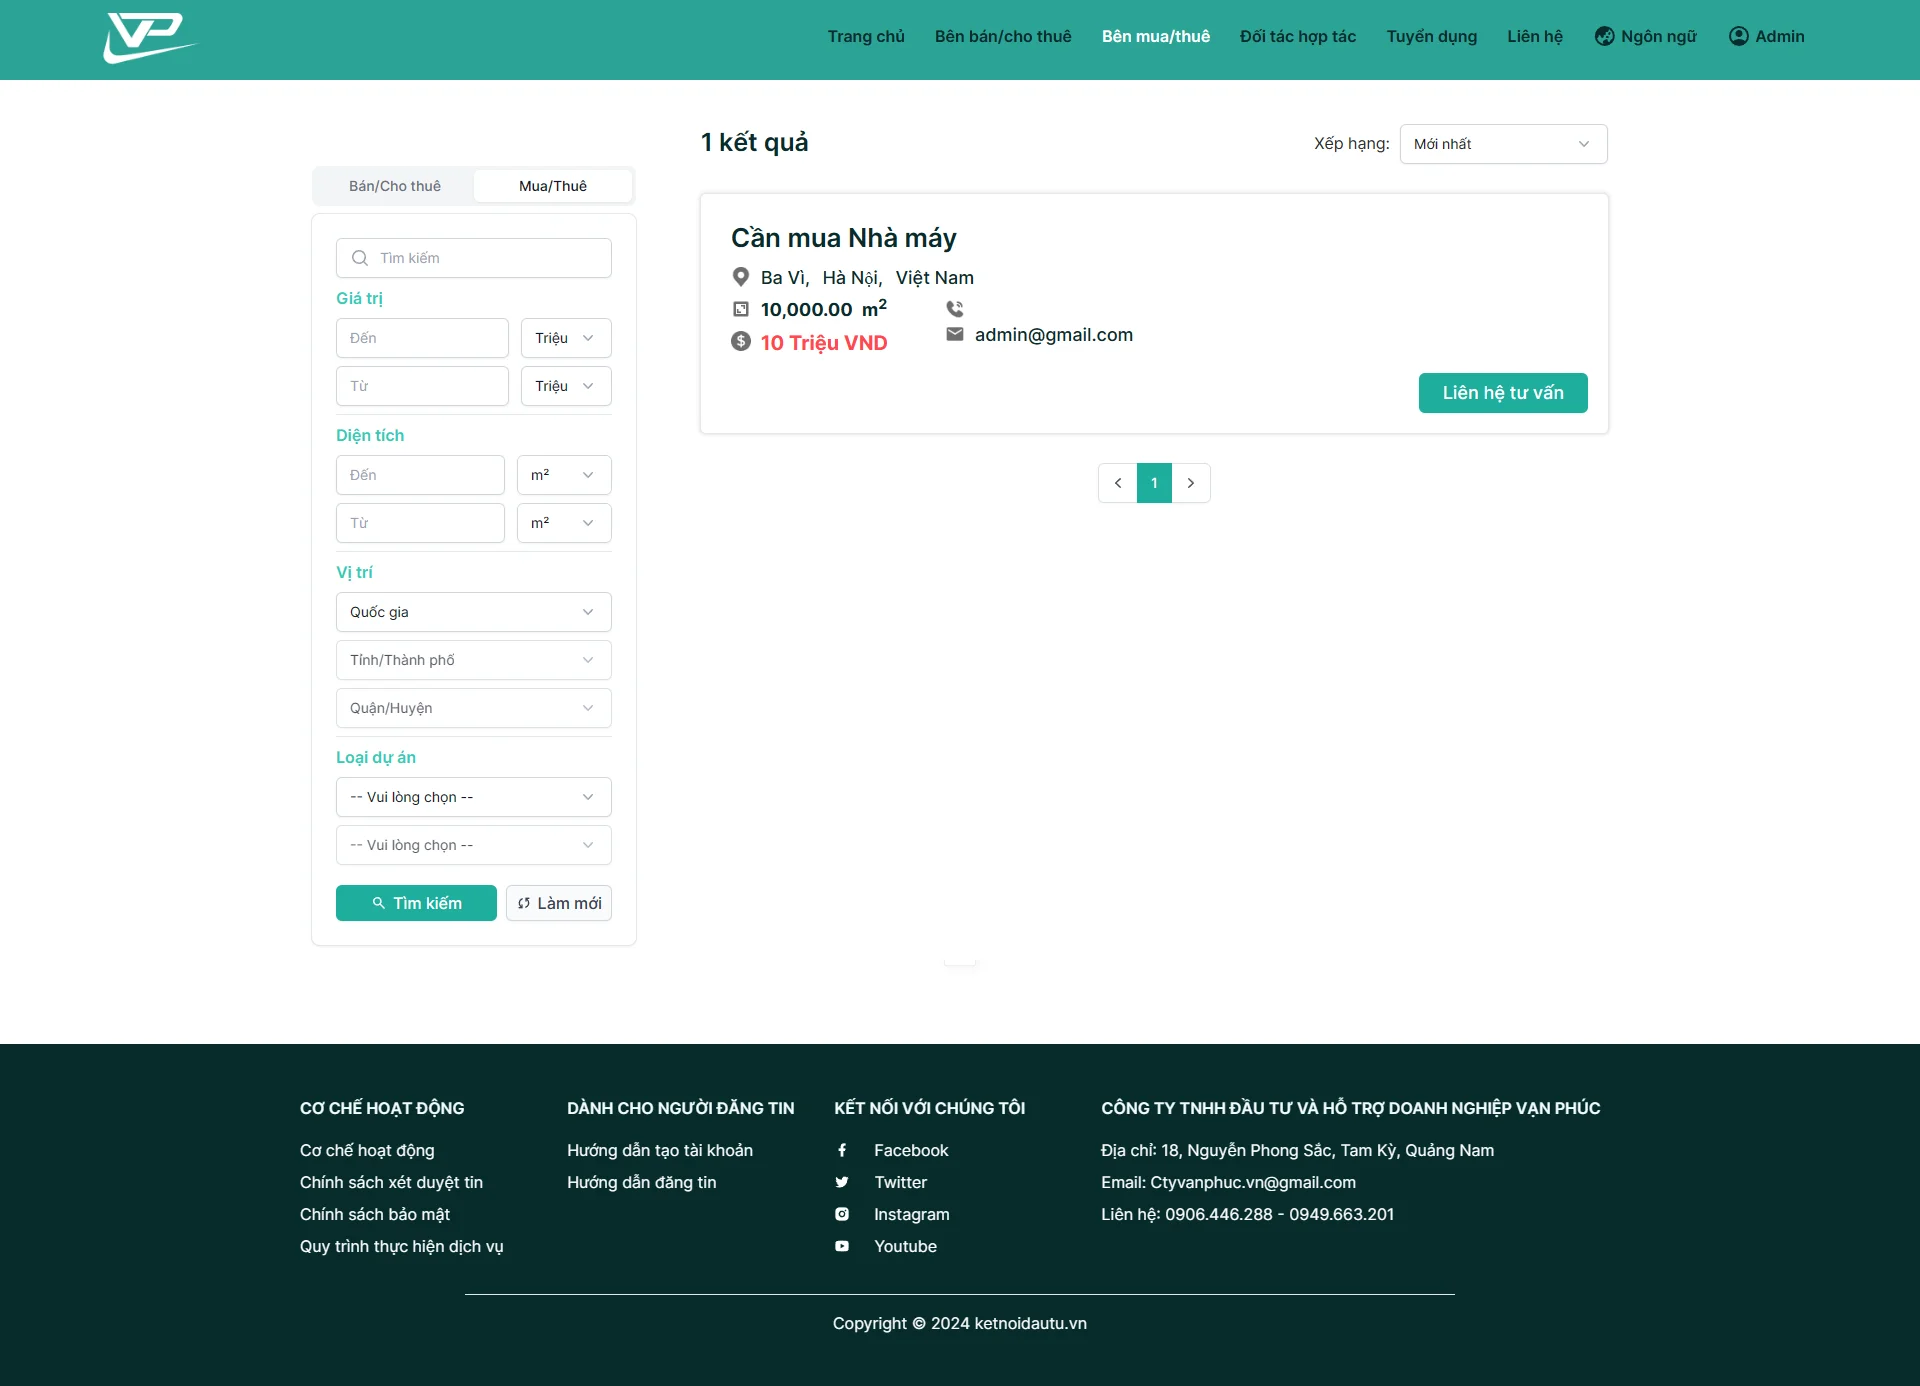 VP
Trang chủ Bên bán/cho thuê Bên mua/thuê Đối tác hợp tác Tuyển dụng Liên hệ Ngôn ngữ Admin
1 kết quả
Xếp hạng: Mới nhất
Bán/Cho thuê Mua/Thuê
Tìm kiếm
Giá trị
Đến Triệu
Từ Triệu
Diện tích
Đến m²
Từ m²
Vị trí
Quốc gia
Tỉnh/Thành phố
Quận/Huyện
Loại dự án
-- Vui lòng chọn --
-- Vui lòng chọn --
Tìm kiếm Làm mới
Cần mua Nhà máy
Ba Vì, Hà Nội, Việt Nam
10,000.00 m²
10 Triệu VND
admin@gmail.com
Liên hệ tư vấn
1
CƠ CHẾ HOẠT ĐỘNG
Cơ chế hoạt động
Chính sách xét duyệt tin
Chính sách bảo mật
Quy trình thực hiện dịch vụ
DÀNH CHO NGƯỜI ĐĂNG TIN
Hướng dẫn tạo tài khoản
Hướng dẫn đăng tin
KẾT NỐI VỚI CHÚNG TÔI
Facebook
Twitter
Instagram
Youtube
CÔNG TY TNHH ĐẦU TƯ VÀ HỖ TRỢ DOANH NGHIỆP VẠN PHÚC
Địa chỉ: 18, Nguyễn Phong Sắc, Tam Kỳ, Quảng Nam
Email: Ctyvanphuc.vn@gmail.com
Liên hệ: 0906.446.288 - 0949.663.201
Copyright © 2024 ketnoidautu.vn